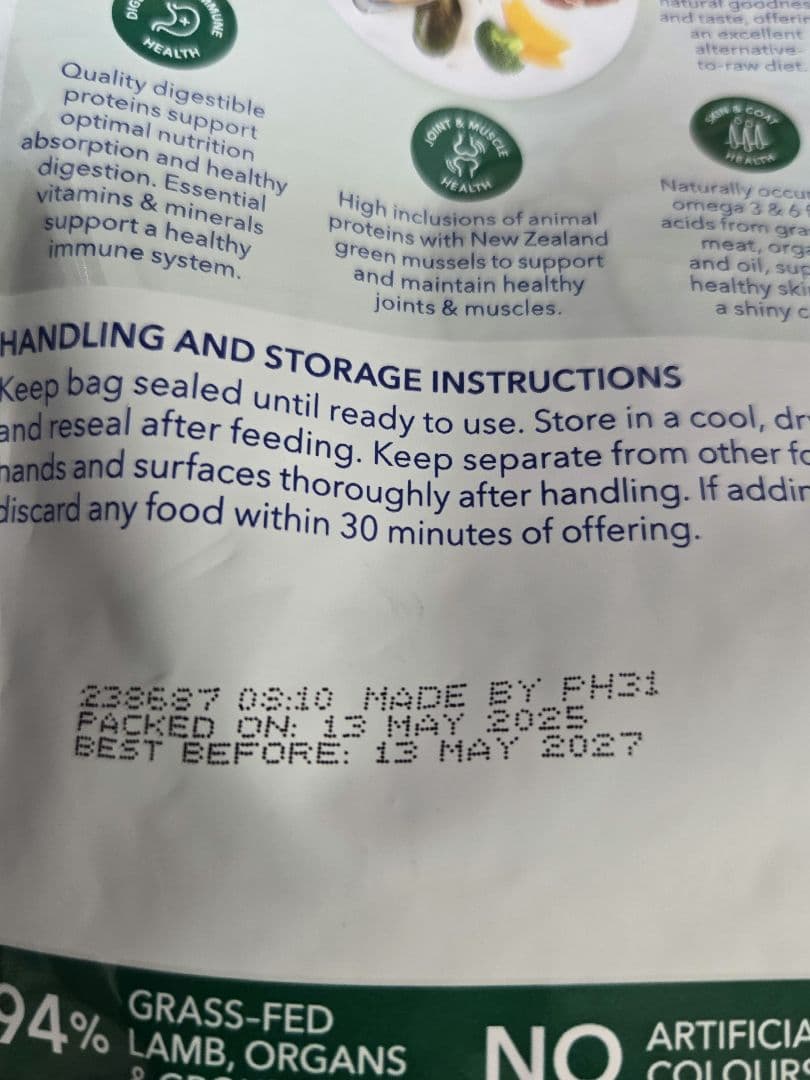 HEALTH
Quality digestible
proteins support
optimal nutrition
absorption and healthy
digestion. Essential
vitamins & minerals
support a healthy
immune system.
JOINT & MUSCLE
HEALTH
High inclusions of animal
proteins with New Zealand
green mussels to support
and maintain healthy
joints & muscles.
and taste, offerin
an excellent
alternative-
to-raw diet.
SKIN & COAT
HEALTH
Naturally occur
omega 3 & 6
acids from gra
meat, orga
and oil, sup
healthy ski
a shiny c
HANDLING AND STORAGE INSTRUCTIONS
Keep bag sealed until ready to use. Store in a cool, dr
and reseal after feeding. Keep separate from other fo
hands and surfaces thoroughly after handling. If addin
discard any food within 30 minutes of offering.
238687 08:10 MADE BY PH31
PACKED ON: 13 MAY 2025
BEST BEFORE: 13 MAY 2027
94% GRASS-FED
LAMB, ORGANS
NO ARTIFICIA
COLOURS